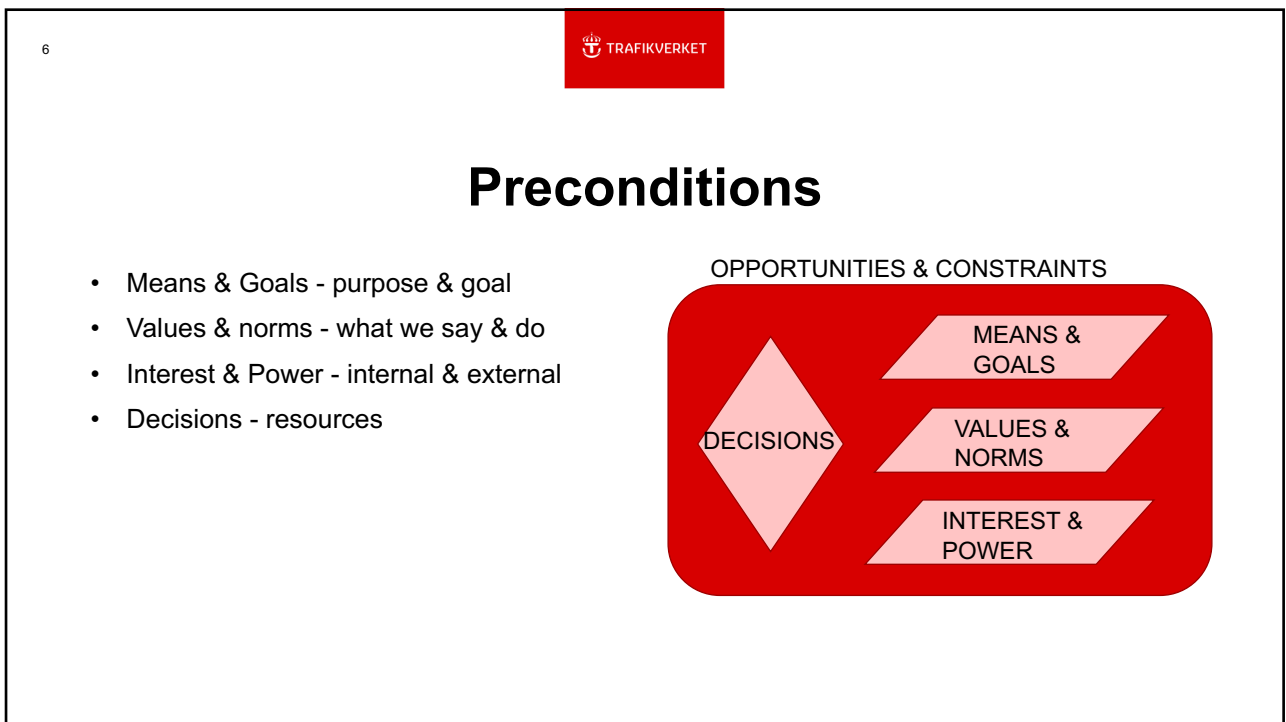 6
TRAFIKVERKET
Preconditions
• Means & Goals - purpose & goal
• Values & norms - what we say & do
• Interest & Power - internal & external
• Decisions - resources
OPPORTUNITIES & CONSTRAINTS
DECISIONS
MEANS &
GOALS
VALUES &
NORMS
INTEREST &
POWER